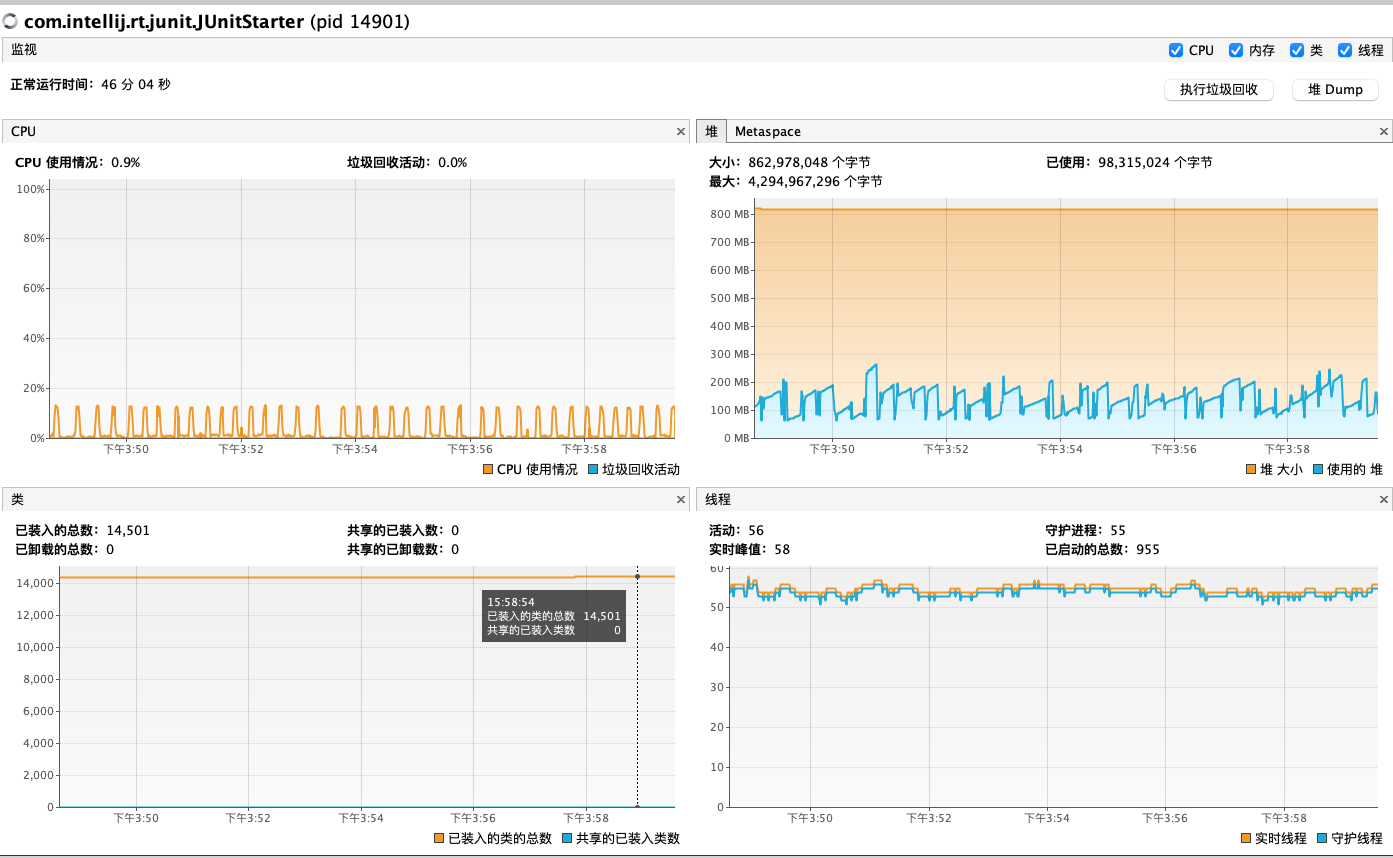 com.intellij.rt.junit.JUnitStarter (pid 14901)
监视
CPU 内存 类 线程
正常运行时间: 46 分 04 秒
执行垃圾回收 堆 Dump
CPU ×
CPU 使用情况: 0.9% 垃圾回收活动: 0.0%
100%
80%
60%
40%
20%
0%
下午3:50 下午3:52 下午3:54 下午3:56 下午3:58
CPU 使用情况 垃圾回收活动
堆 Metaspace ×
大小: 862,978,048 个字节 已使用: 98,315,024 个字节
最大: 4,294,967,296 个字节
800 MB
700 MB
600 MB
500 MB
400 MB
300 MB
200 MB
100 MB
0 MB
下午3:50 下午3:52 下午3:54 下午3:56 下午3:58
堆 大小 使用的 堆
类 ×
已装入的总数: 14,501 共享的已装入数: 0
已卸载的总数: 0 共享的已卸载数: 0
14,000
12,000
10,000
8,000
6,000
4,000
2,000
0
15:58:54
已装入的类的总数 14,501
共享的已装入类数 0
下午3:50 下午3:52 下午3:54 下午3:56 下午3:58
已装入的类的总数 共享的已装入类数
线程 ×
活动: 56 守护进程: 55
实时峰值: 58 已启动的总数: 955
60
50
40
30
20
10
0
下午3:50 下午3:52 下午3:54 下午3:56 下午3:58
实时线程 守护线程